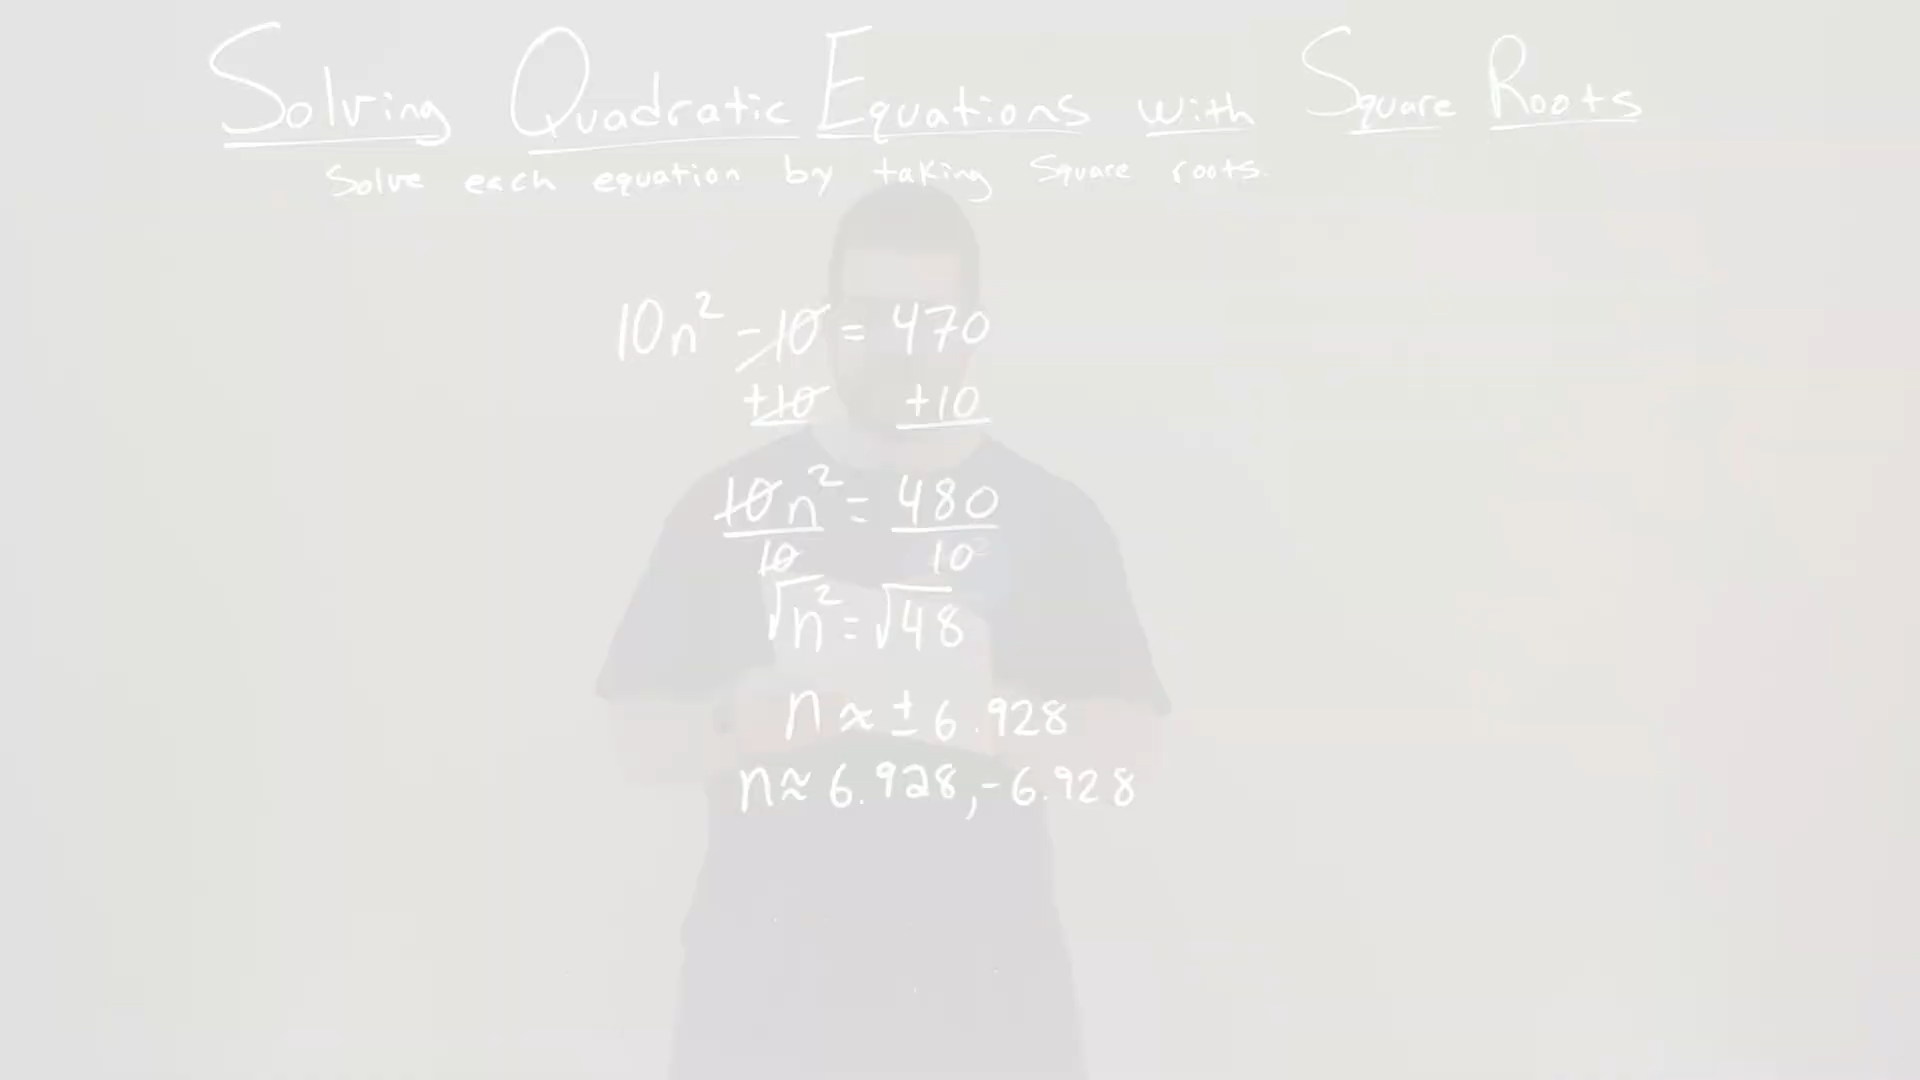 Solving Quadratic Equations with Square Roots
Solve each equation by taking square roots.
10n² - 10 = 470
+10 +10
10n² = 480
10 10
√n² = √48
n ≈ ± 6.928
n ≈ 6.928, -6.928